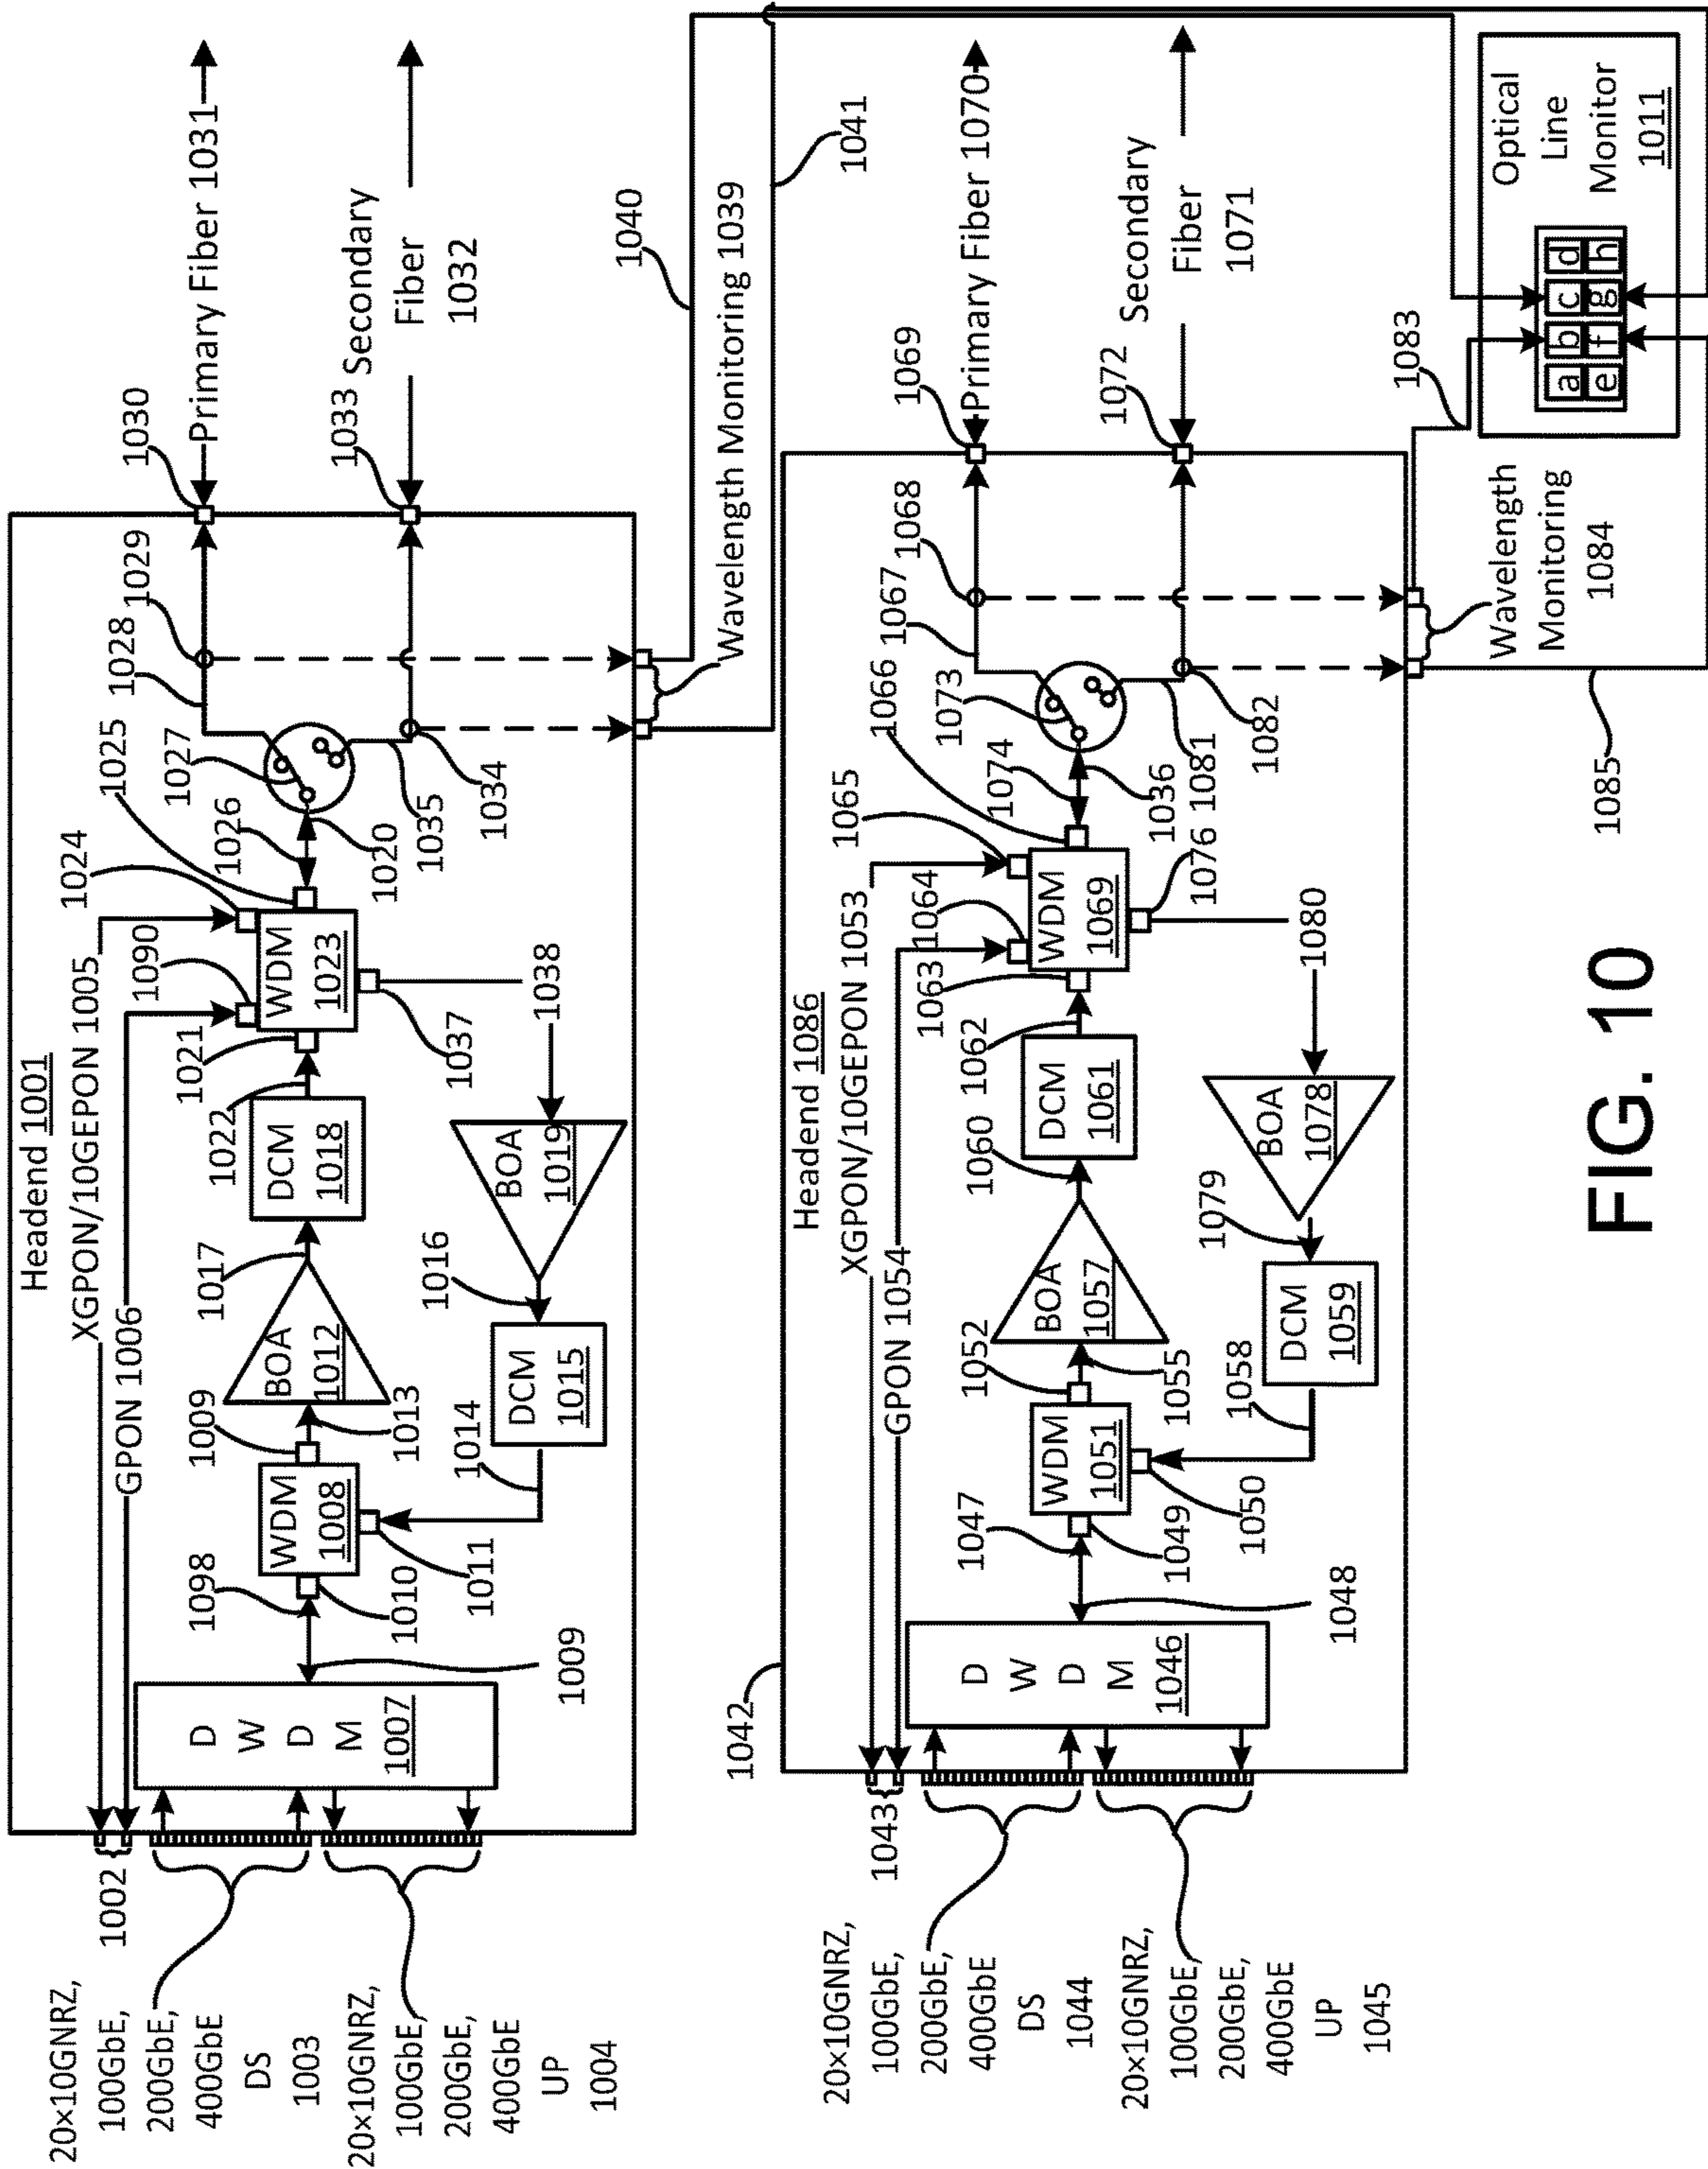 Headend 1001
XGPON/10GEPON 1005
GPON 1006
1002
20×10GNRZ,
100GbE,
200GbE,
400GbE
DS
1003
20×10GNRZ,
100GbE,
200GbE,
400GbE
UP
1004
D
W
D
M
1007
1009
1098
1010
WDM
1008
1011
1009
1013
BOA
1012
1017
DCM
1018
1022
1021
1090
1024
WDM
1023
1025
1037
1038
BOA
1019
1016
DCM
1015
1014
1026
1020
1027
1028
1029
1030
Primary Fiber 1031
1035
1034
1033
Secondary
Fiber
1032
Wavelength Monitoring 1039
1040
1041
1042
Headend 1086
XGPON/10GEPON 1053
GPON 1054
1043
20×10GNRZ,
100GbE,
200GbE,
400GbE
DS
1044
20×10GNRZ,
100GbE,
200GbE,
400GbE
UP
1045
D
W
D
M
1046
1048
1047
1049
WDM
1051
1050
1052
1055
BOA
1057
1060
DCM
1061
1062
1063
1064
1065
WDM
1069
1066
1076
1080
BOA
1078
1079
DCM
1059
1058
1074
1036
1073
1067
1068
1069
Primary Fiber 1070
1081
1082
1072
Secondary
Fiber
1071
Wavelength
Monitoring
1084
1083
1085
Optical
Line
Monitor
1011
a b c d
e f g h
FIG. 10